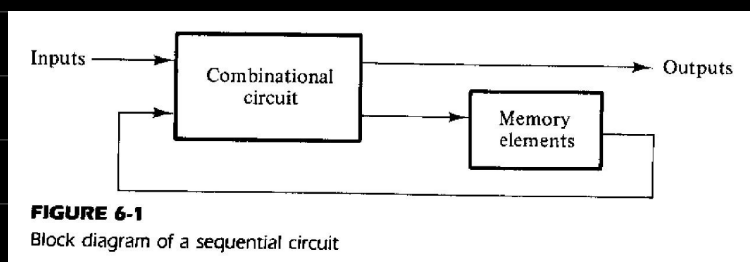 Inputs
Combinational
circuit
Outputs
Memory
elements
FIGURE 6-1
Block diagram of a sequential circuit